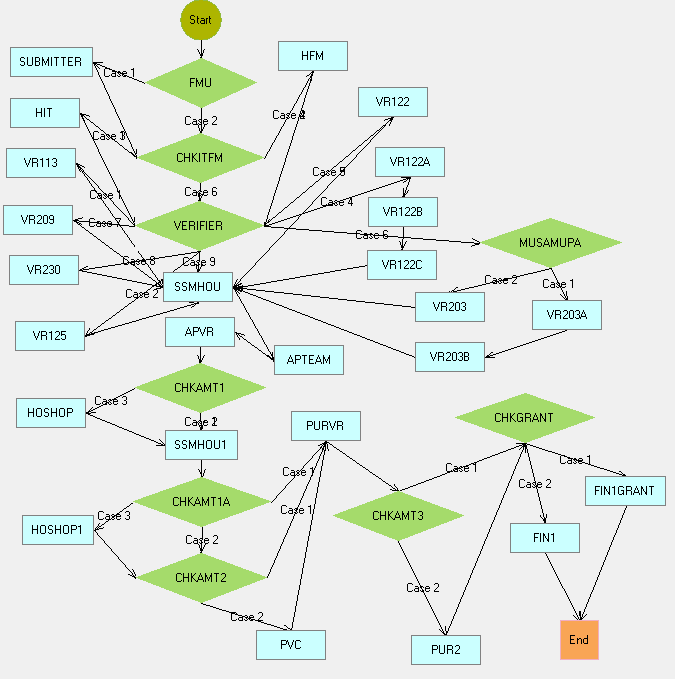 Start
HFM
SUBMITTER
Case 1
FMU
VR122
HIT
Case 2
Case
Case
CHKITFM
VR122A
VR113
Case
Case 6
Case 1
Case 4
VR122B
VR209
Case 7
VERIFIER
Case 6
MUSAMUPA
VR230
Case 8
Case 9
VR122C
SSMHOU
Case 2
Case 2
Case 1
VR203
VR203A
VR125
APVR
APTEAM
VR203B
CHKAMT1
Case 3
HOSHOP
Case
PURVR
CHKGRANT
SSMHOU1
Case 1
Case 1
Case 1
Case 2
FIN1GRANT
CHKAMT1A
Case 1
Case 3
HOSHOP1
CHKAMT3
FIN1
Case 2
CHKAMT2
Case 2
Case 2
PVC
PUR2
End